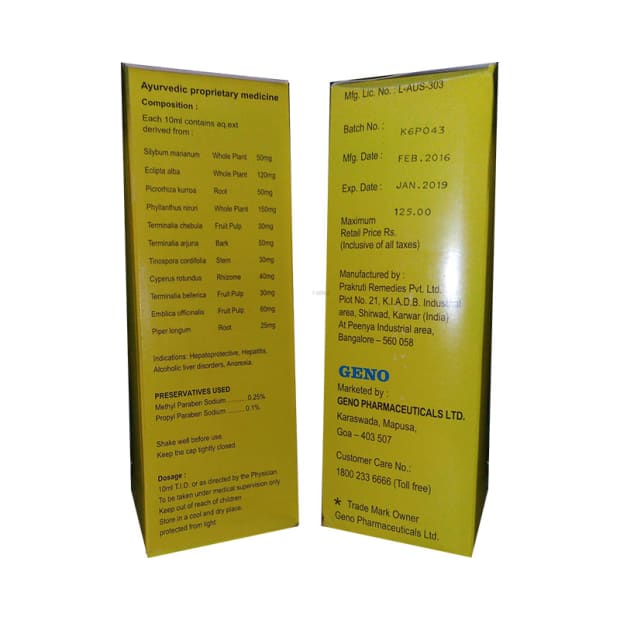 Ayurvedic proprietary medicine
Composition :
Each 10ml contains aq.ext
derived from :
Silybum marianum Whole Plant 50mg
Eclipta alba Whole Plant 120mg
Picrorhiza kurroa Root 50mg
Phyllanthus niruri Whole Plant 150mg
Terminalia chebula Fruit Pulp 30mg
Terminalia arjuna Bark 50mg
Tinospora cordifolia Stem 30mg
Cyperus rotundus Rhizome 40mg
Terminalia bellerica Fruit Pulp 30mg
Emblica officinalis Fruit Pulp 60mg
Piper longum Root 25mg
Indications: Hepatoprotective, Hepatitis,
Alcoholic liver disorders, Anorexia.
PRESERVATIVES USED
Methyl Paraben Sodium .......... 0.25%
Propyl Paraben Sodium .......... 0.1%
Shake well before use.
Keep the cap tightly closed.
Dosage :
10ml T.I.D. or as directed by the Physician
To be taken under medical supervision only
Keep out of reach of children
Store in a cool and dry place,
protected from light
Mfg. Lic. No. : L-AUS-303
Batch No. : K6P043
Mfg. Date : FEB.2016
Exp. Date : JAN.2019
Maximum 125.00
Retail Price Rs.
(Inclusive of all taxes)
Manufactured by :
Prakruti Remedies Pvt. Ltd.
Plot No. 21, K.I.A.D.B. Industrial
area, Shirwad, Karwar (India)
At Peenya Industrial area,
Bangalore – 560 058
GENO
Marketed by :
GENO PHARMACEUTICALS LTD.
Karaswada, Mapusa,
Goa – 403 507
Customer Care No.:
1800 233 6666 (Toll free)
* Trade Mark Owner
Geno Pharmaceuticals Ltd.